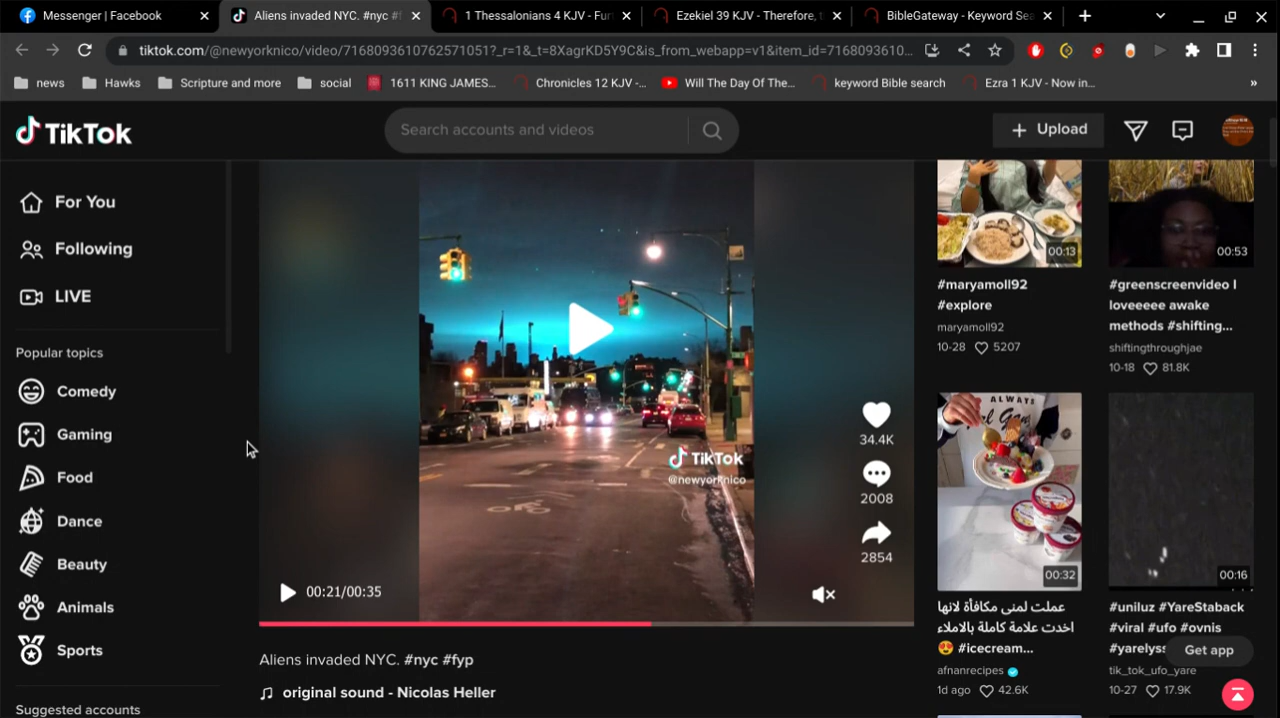 Messenger | Facebook
Aliens invaded NYC. #nyc #f
1 Thessalonians 4 KJV - Fur
Ezekiel 39 KJV - Therefore, t
BibleGateway - Keyword Sea
tiktok.com/@newyorknico/video/7168093610762571051?_r=1&_t=8XagrKD5Y9C&is_from_webapp=v1&item_id=7168093610...
news
Hawks
Scripture and more
social
1611 KING JAMES...
Chronicles 12 KJV -...
Will The Day Of The...
keyword Bible search
Ezra 1 KJV - Now in...
»
TikTok
Search accounts and videos
Upload
For You
Following
LIVE
Popular topics
Comedy
Gaming
Food
Dance
Beauty
Animals
Sports
Suggested accounts
TikTok
@newyorknico
34.4K
2008
2854
00:21/00:35
Aliens invaded NYC. #nyc #fyp
original sound - Nicolas Heller
00:13
#maryamoll92
#explore
maryamoll92
10-28 5207
00:53
#greenscreenvideo I
loveeeee awake
methods #shifting...
shiftingthroughjae
10-18 81.8K
ALWAYS
00:32
عملت لمنى مكافأة لانها
اخدت علامة كاملة بالاملاء
😍 #icecream...
afnanrecipes
1d ago 42.6K
00:16
#uniluz #YareStaback
#viral #ufo #ovnis
#yarelyss
tik_tok_ufo_yare
10-27 17.9K
Get app